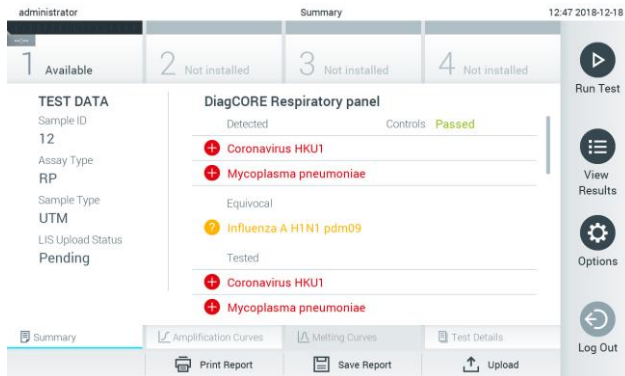 administrator Summary 12:47 2018-12-18
1 Available 2 Not installed 3 Not installed 4 Not installed
Run Test
View Results
Options
Log Out
TEST DATA
Sample ID
12
Assay Type
RP
Sample Type
UTM
LIS Upload Status
Pending
DiagCORE Respiratory panel
Detected Controls Passed
Coronavirus HKU1
Mycoplasma pneumoniae
Equivocal
Influenza A H1N1 pdm09
Tested
Coronavirus HKU1
Mycoplasma pneumoniae
Summary Amplification Curves Melting Curves Test Details
Print Report Save Report Upload